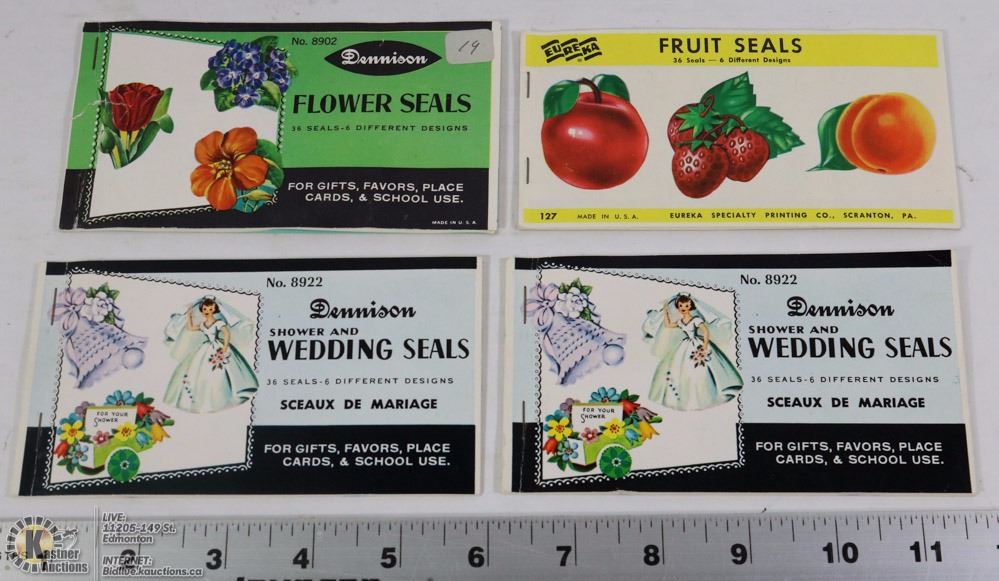 No. 8902
Dennison
19
FLOWER SEALS
36 SEALS-6 DIFFERENT DESIGNS
FOR GIFTS, FAVORS, PLACE
CARDS, & SCHOOL USE.
MADE IN U.S.A.
EUREKA
FRUIT SEALS
36 Seals — 6 Different Designs
127 MADE IN U.S.A. EUREKA SPECIALTY PRINTING CO., SCRANTON, PA.
No. 8922
Dennison
SHOWER AND
WEDDING SEALS
36 SEALS-6 DIFFERENT DESIGNS
SCEAUX DE MARIAGE
FOR YOUR
SHOWER
FOR GIFTS, FAVORS, PLACE
CARDS, & SCHOOL USE.
No. 8922
Dennison
SHOWER AND
WEDDING SEALS
36 SEALS-6 DIFFERENT DESIGNS
SCEAUX DE MARIAGE
FOR YOUR
SHOWER
FOR GIFTS, FAVORS, PLACE
CARDS, & SCHOOL USE.
2 3 4 5 6 7 8 9 10 11
K
Kastner
Auctions
LIVE:
11205-149 St.
Edmonton
INTERNET:
Bidlive.kauctions.ca